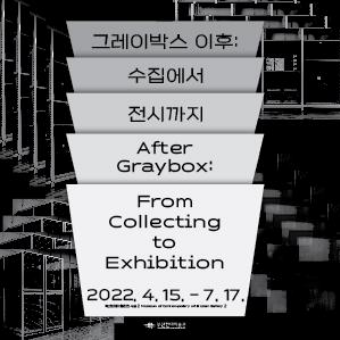 그레이박스 이후:
수집에서
전시까지
After
Graybox:
From
Collecting
to
Exhibition
2022. 4. 15. – 7. 17.